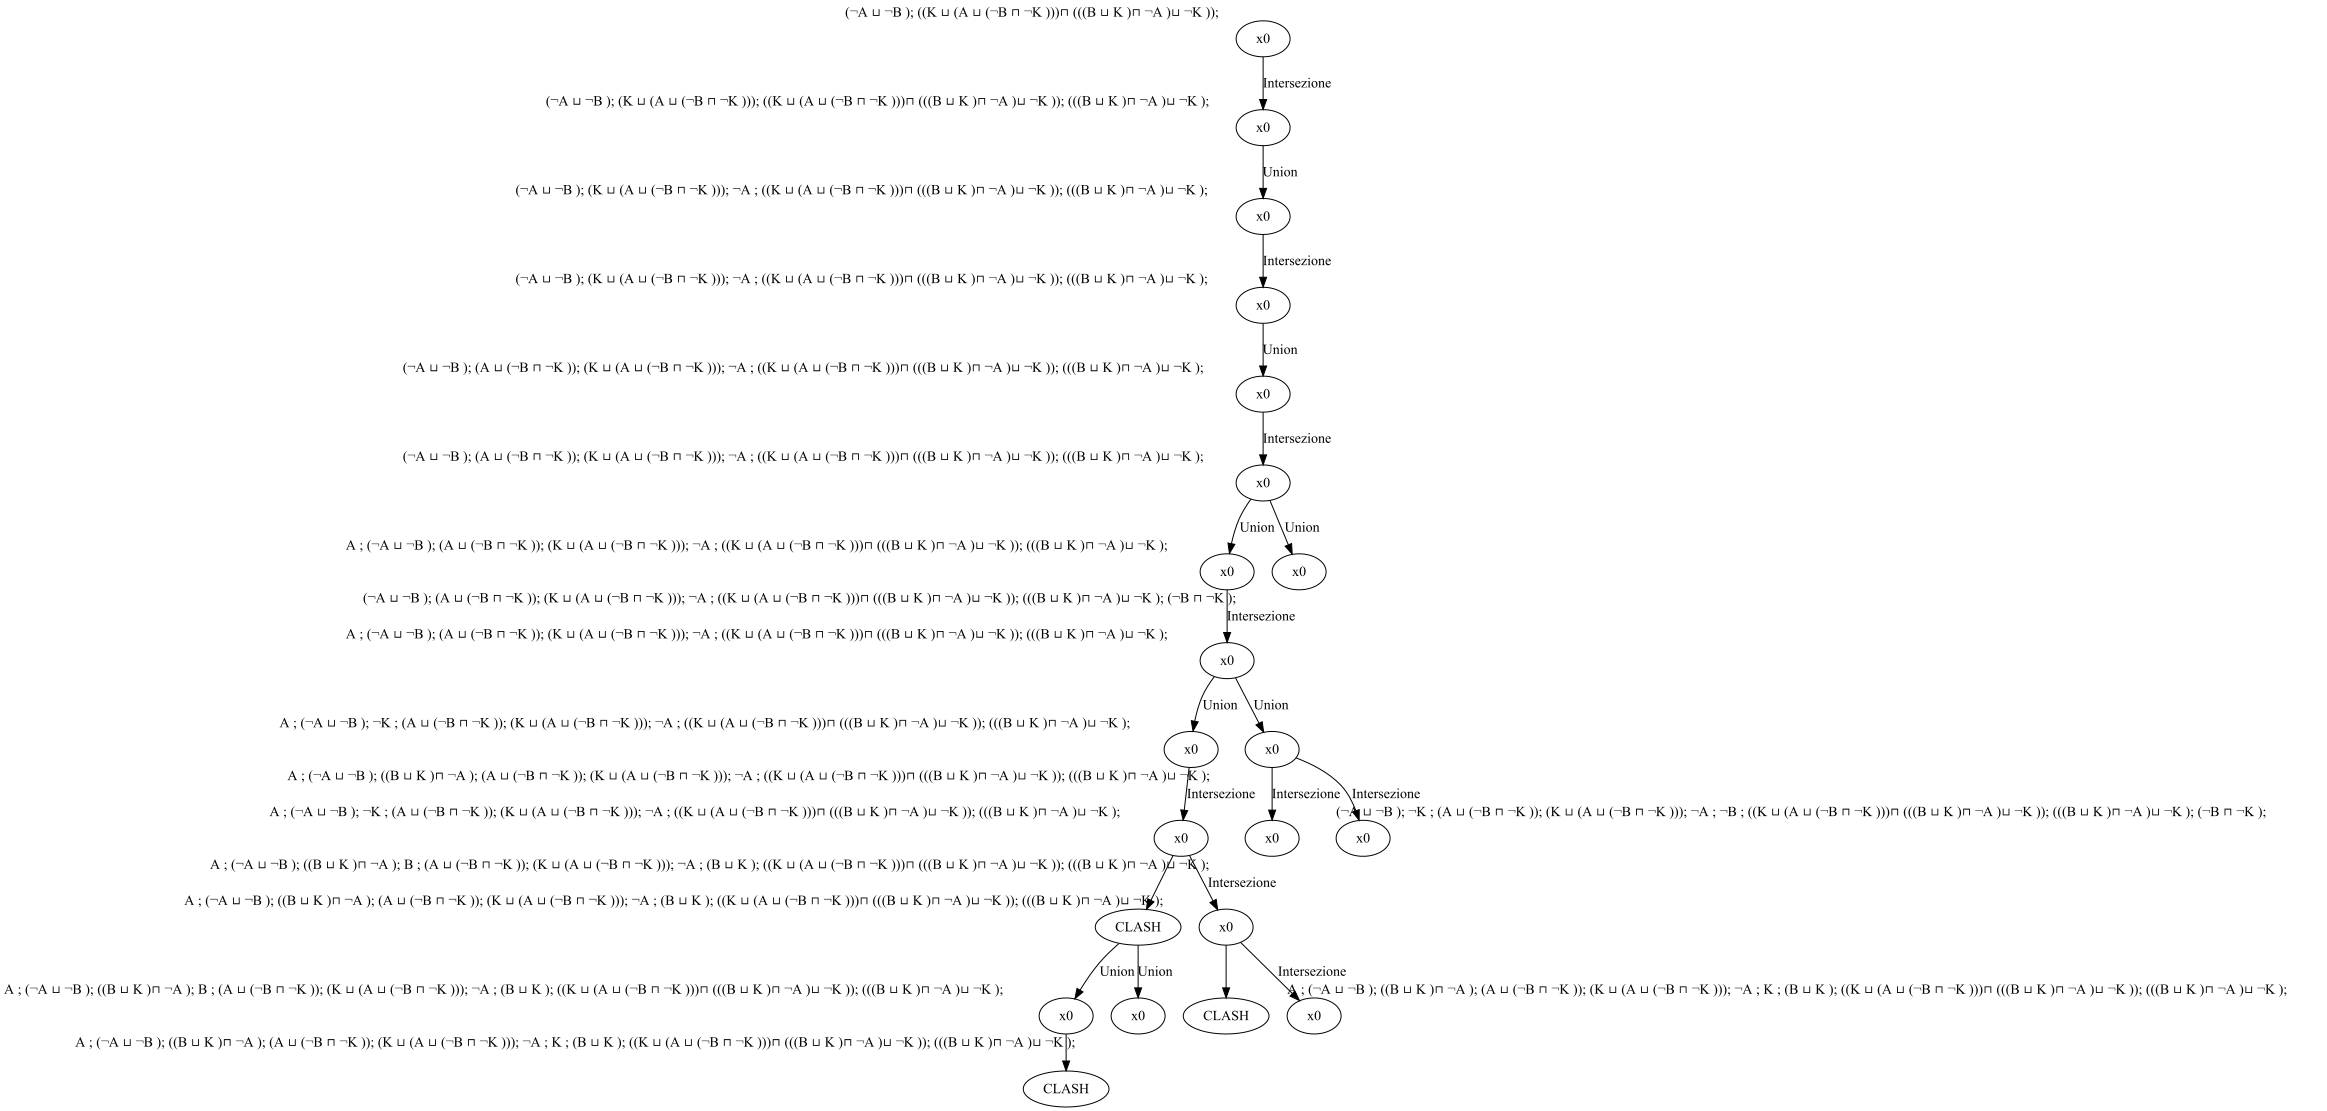 (¬A ⊔ ¬B ); ((K ⊔ (A ⊔ (¬B ⊓ ¬K )))⊓ (((B ⊔ K )⊓ ¬A )⊔ ¬K ));
x0
Intersezione
(¬A ⊔ ¬B ); (K ⊔ (A ⊔ (¬B ⊓ ¬K ))); ((K ⊔ (A ⊔ (¬B ⊓ ¬K )))⊓ (((B ⊔ K )⊓ ¬A )⊔ ¬K )); (((B ⊔ K )⊓ ¬A )⊔ ¬K );
x0
Union
(¬A ⊔ ¬B ); (K ⊔ (A ⊔ (¬B ⊓ ¬K ))); ¬A ; ((K ⊔ (A ⊔ (¬B ⊓ ¬K )))⊓ (((B ⊔ K )⊓ ¬A )⊔ ¬K )); (((B ⊔ K )⊓ ¬A )⊔ ¬K );
x0
Intersezione
(¬A ⊔ ¬B ); (K ⊔ (A ⊔ (¬B ⊓ ¬K ))); ¬A ; ((K ⊔ (A ⊔ (¬B ⊓ ¬K )))⊓ (((B ⊔ K )⊓ ¬A )⊔ ¬K )); (((B ⊔ K )⊓ ¬A )⊔ ¬K );
x0
Union
(¬A ⊔ ¬B ); (A ⊔ (¬B ⊓ ¬K )); (K ⊔ (A ⊔ (¬B ⊓ ¬K ))); ¬A ; ((K ⊔ (A ⊔ (¬B ⊓ ¬K )))⊓ (((B ⊔ K )⊓ ¬A )⊔ ¬K )); (((B ⊔ K )⊓ ¬A )⊔ ¬K );
x0
Intersezione
(¬A ⊔ ¬B ); (A ⊔ (¬B ⊓ ¬K )); (K ⊔ (A ⊔ (¬B ⊓ ¬K ))); ¬A ; ((K ⊔ (A ⊔ (¬B ⊓ ¬K )))⊓ (((B ⊔ K )⊓ ¬A )⊔ ¬K )); (((B ⊔ K )⊓ ¬A )⊔ ¬K );
x0
Union Union
A ; (¬A ⊔ ¬B ); (A ⊔ (¬B ⊓ ¬K )); (K ⊔ (A ⊔ (¬B ⊓ ¬K ))); ¬A ; ((K ⊔ (A ⊔ (¬B ⊓ ¬K )))⊓ (((B ⊔ K )⊓ ¬A )⊔ ¬K )); (((B ⊔ K )⊓ ¬A )⊔ ¬K );
x0 x0
(¬A ⊔ ¬B ); (A ⊔ (¬B ⊓ ¬K )); (K ⊔ (A ⊔ (¬B ⊓ ¬K ))); ¬A ; ((K ⊔ (A ⊔ (¬B ⊓ ¬K )))⊓ (((B ⊔ K )⊓ ¬A )⊔ ¬K )); (((B ⊔ K )⊓ ¬A )⊔ ¬K ); (¬B ⊓ ¬K );
Intersezione
A ; (¬A ⊔ ¬B ); (A ⊔ (¬B ⊓ ¬K )); (K ⊔ (A ⊔ (¬B ⊓ ¬K ))); ¬A ; ((K ⊔ (A ⊔ (¬B ⊓ ¬K )))⊓ (((B ⊔ K )⊓ ¬A )⊔ ¬K )); (((B ⊔ K )⊓ ¬A )⊔ ¬K );
x0
Union Union
A ; (¬A ⊔ ¬B ); ¬K ; (A ⊔ (¬B ⊓ ¬K )); (K ⊔ (A ⊔ (¬B ⊓ ¬K ))); ¬A ; ((K ⊔ (A ⊔ (¬B ⊓ ¬K )))⊓ (((B ⊔ K )⊓ ¬A )⊔ ¬K )); (((B ⊔ K )⊓ ¬A )⊔ ¬K );
x0 x0
A ; (¬A ⊔ ¬B ); ((B ⊔ K )⊓ ¬A ); (A ⊔ (¬B ⊓ ¬K )); (K ⊔ (A ⊔ (¬B ⊓ ¬K ))); ¬A ; ((K ⊔ (A ⊔ (¬B ⊓ ¬K )))⊓ (((B ⊔ K )⊓ ¬A )⊔ ¬K )); (((B ⊔ K )⊓ ¬A )⊔ ¬K );
Intersezione Intersezione Intersezione
A ; (¬A ⊔ ¬B ); ¬K ; (A ⊔ (¬B ⊓ ¬K )); (K ⊔ (A ⊔ (¬B ⊓ ¬K ))); ¬A ; ((K ⊔ (A ⊔ (¬B ⊓ ¬K )))⊓ (((B ⊔ K )⊓ ¬A )⊔ ¬K )); (((B ⊔ K )⊓ ¬A )⊔ ¬K );
(¬A ⊔ ¬B ); ¬K ; (A ⊔ (¬B ⊓ ¬K )); (K ⊔ (A ⊔ (¬B ⊓ ¬K ))); ¬A ; ¬B ; ((K ⊔ (A ⊔ (¬B ⊓ ¬K )))⊓ (((B ⊔ K )⊓ ¬A )⊔ ¬K )); (((B ⊔ K )⊓ ¬A )⊔ ¬K ); (¬B ⊓ ¬K );
x0 x0 x0
A ; (¬A ⊔ ¬B ); ((B ⊔ K )⊓ ¬A ); B ; (A ⊔ (¬B ⊓ ¬K )); (K ⊔ (A ⊔ (¬B ⊓ ¬K ))); ¬A ; (B ⊔ K ); ((K ⊔ (A ⊔ (¬B ⊓ ¬K )))⊓ (((B ⊔ K )⊓ ¬A )⊔ ¬K )); (((B ⊔ K )⊓ ¬A )⊔ ¬K );
Intersezione
A ; (¬A ⊔ ¬B ); ((B ⊔ K )⊓ ¬A ); (A ⊔ (¬B ⊓ ¬K )); (K ⊔ (A ⊔ (¬B ⊓ ¬K ))); ¬A ; (B ⊔ K ); ((K ⊔ (A ⊔ (¬B ⊓ ¬K )))⊓ (((B ⊔ K )⊓ ¬A )⊔ ¬K )); (((B ⊔ K )⊓ ¬A )⊔ ¬K );
CLASH x0
Union Union Intersezione
A ; (¬A ⊔ ¬B ); ((B ⊔ K )⊓ ¬A ); B ; (A ⊔ (¬B ⊓ ¬K )); (K ⊔ (A ⊔ (¬B ⊓ ¬K ))); ¬A ; (B ⊔ K ); ((K ⊔ (A ⊔ (¬B ⊓ ¬K )))⊓ (((B ⊔ K )⊓ ¬A )⊔ ¬K )); (((B ⊔ K )⊓ ¬A )⊔ ¬K );
A ; (¬A ⊔ ¬B ); ((B ⊔ K )⊓ ¬A ); (A ⊔ (¬B ⊓ ¬K )); (K ⊔ (A ⊔ (¬B ⊓ ¬K ))); ¬A ; K ; (B ⊔ K ); ((K ⊔ (A ⊔ (¬B ⊓ ¬K )))⊓ (((B ⊔ K )⊓ ¬A )⊔ ¬K )); (((B ⊔ K )⊓ ¬A )⊔ ¬K );
x0 x0 CLASH x0
A ; (¬A ⊔ ¬B ); ((B ⊔ K )⊓ ¬A ); (A ⊔ (¬B ⊓ ¬K )); (K ⊔ (A ⊔ (¬B ⊓ ¬K ))); ¬A ; K ; (B ⊔ K ); ((K ⊔ (A ⊔ (¬B ⊓ ¬K )))⊓ (((B ⊔ K )⊓ ¬A )⊔ ¬K )); (((B ⊔ K )⊓ ¬A )⊔ ¬K );
CLASH